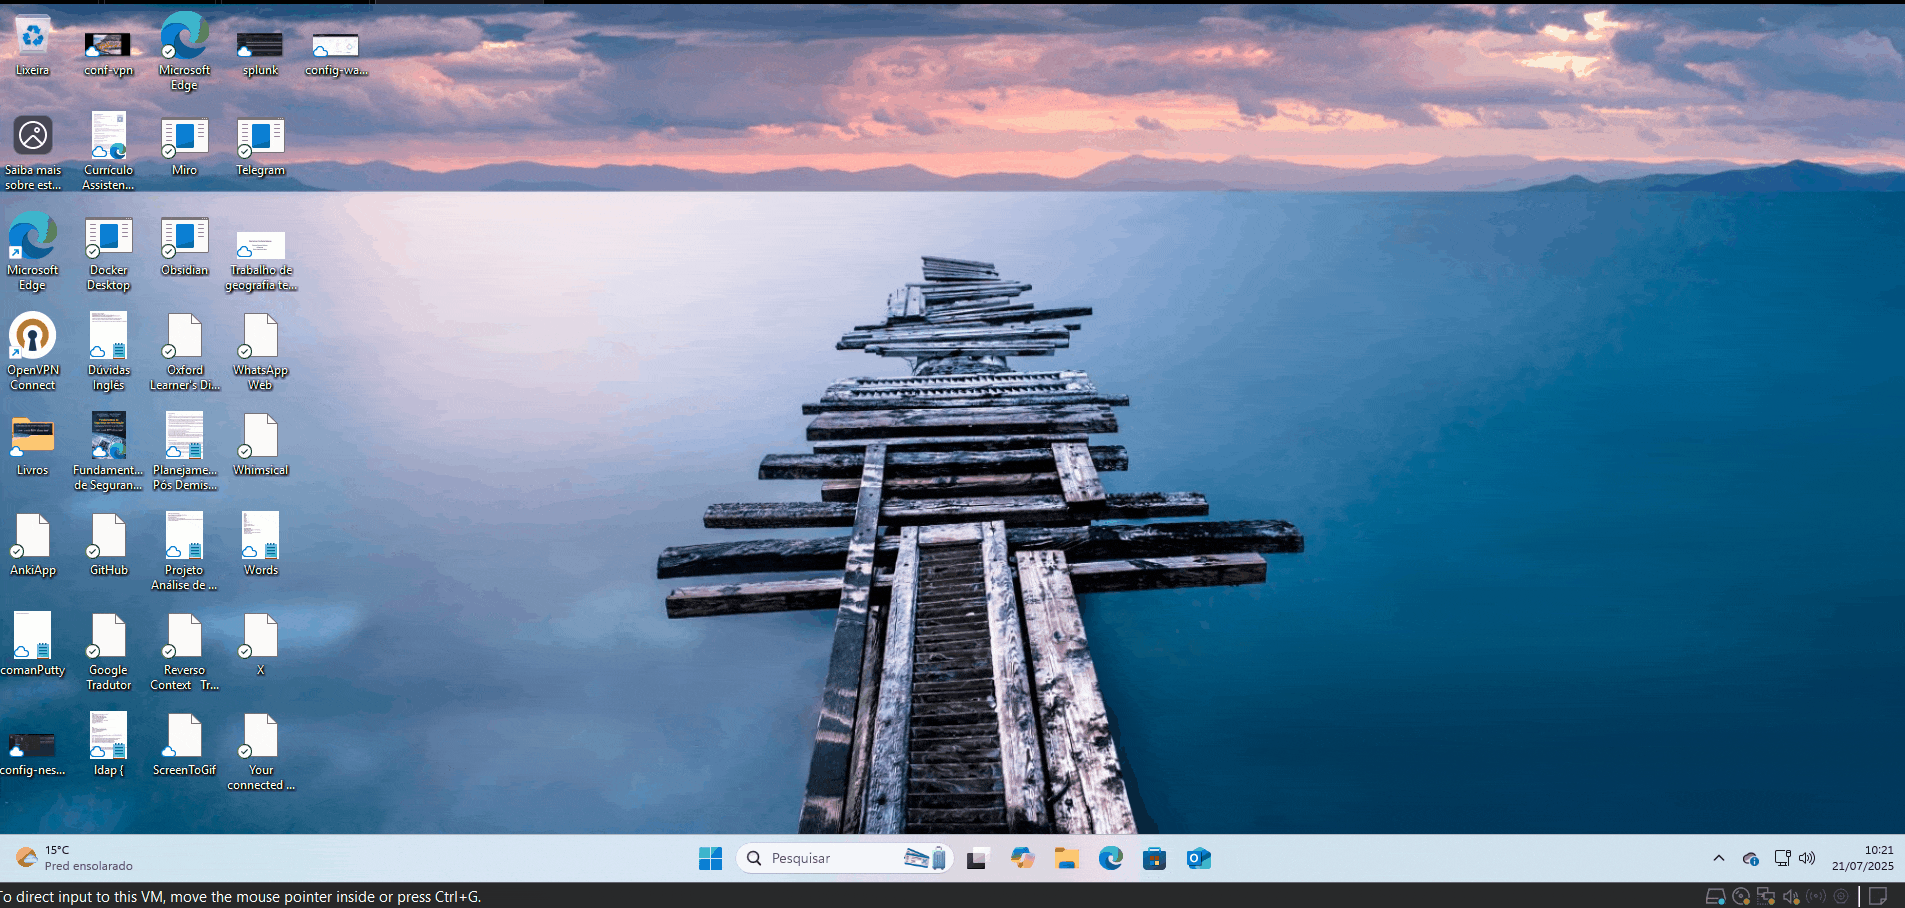 Lixeira
conf-vpn
Microsoft
Edge
splunk
config-wa...
Saiba mais
sobre est...
Currículo
Assisten...
Miro
Telegram
Microsoft
Edge
Docker
Desktop
Obsidian
Trabalho de
geografia te...
OpenVPN
Connect
Dúvidas
Inglês
Oxford
Learner's Di...
WhatsApp
Web
Livros
Fundament...
de Seguran...
Planejame...
Pós Demis...
Whimsical
AnkiApp
GitHub
Projeto
Análise de ...
Words
comanPutty
Google
Tradutor
Reverso
Context Tr...
X
config-nes...
ldap {
ScreenToGif
Your
connected ...
15°C
Pred ensolarado
Pesquisar
10:21
21/07/2025
To direct input to this VM, move the mouse pointer inside or press Ctrl+G.